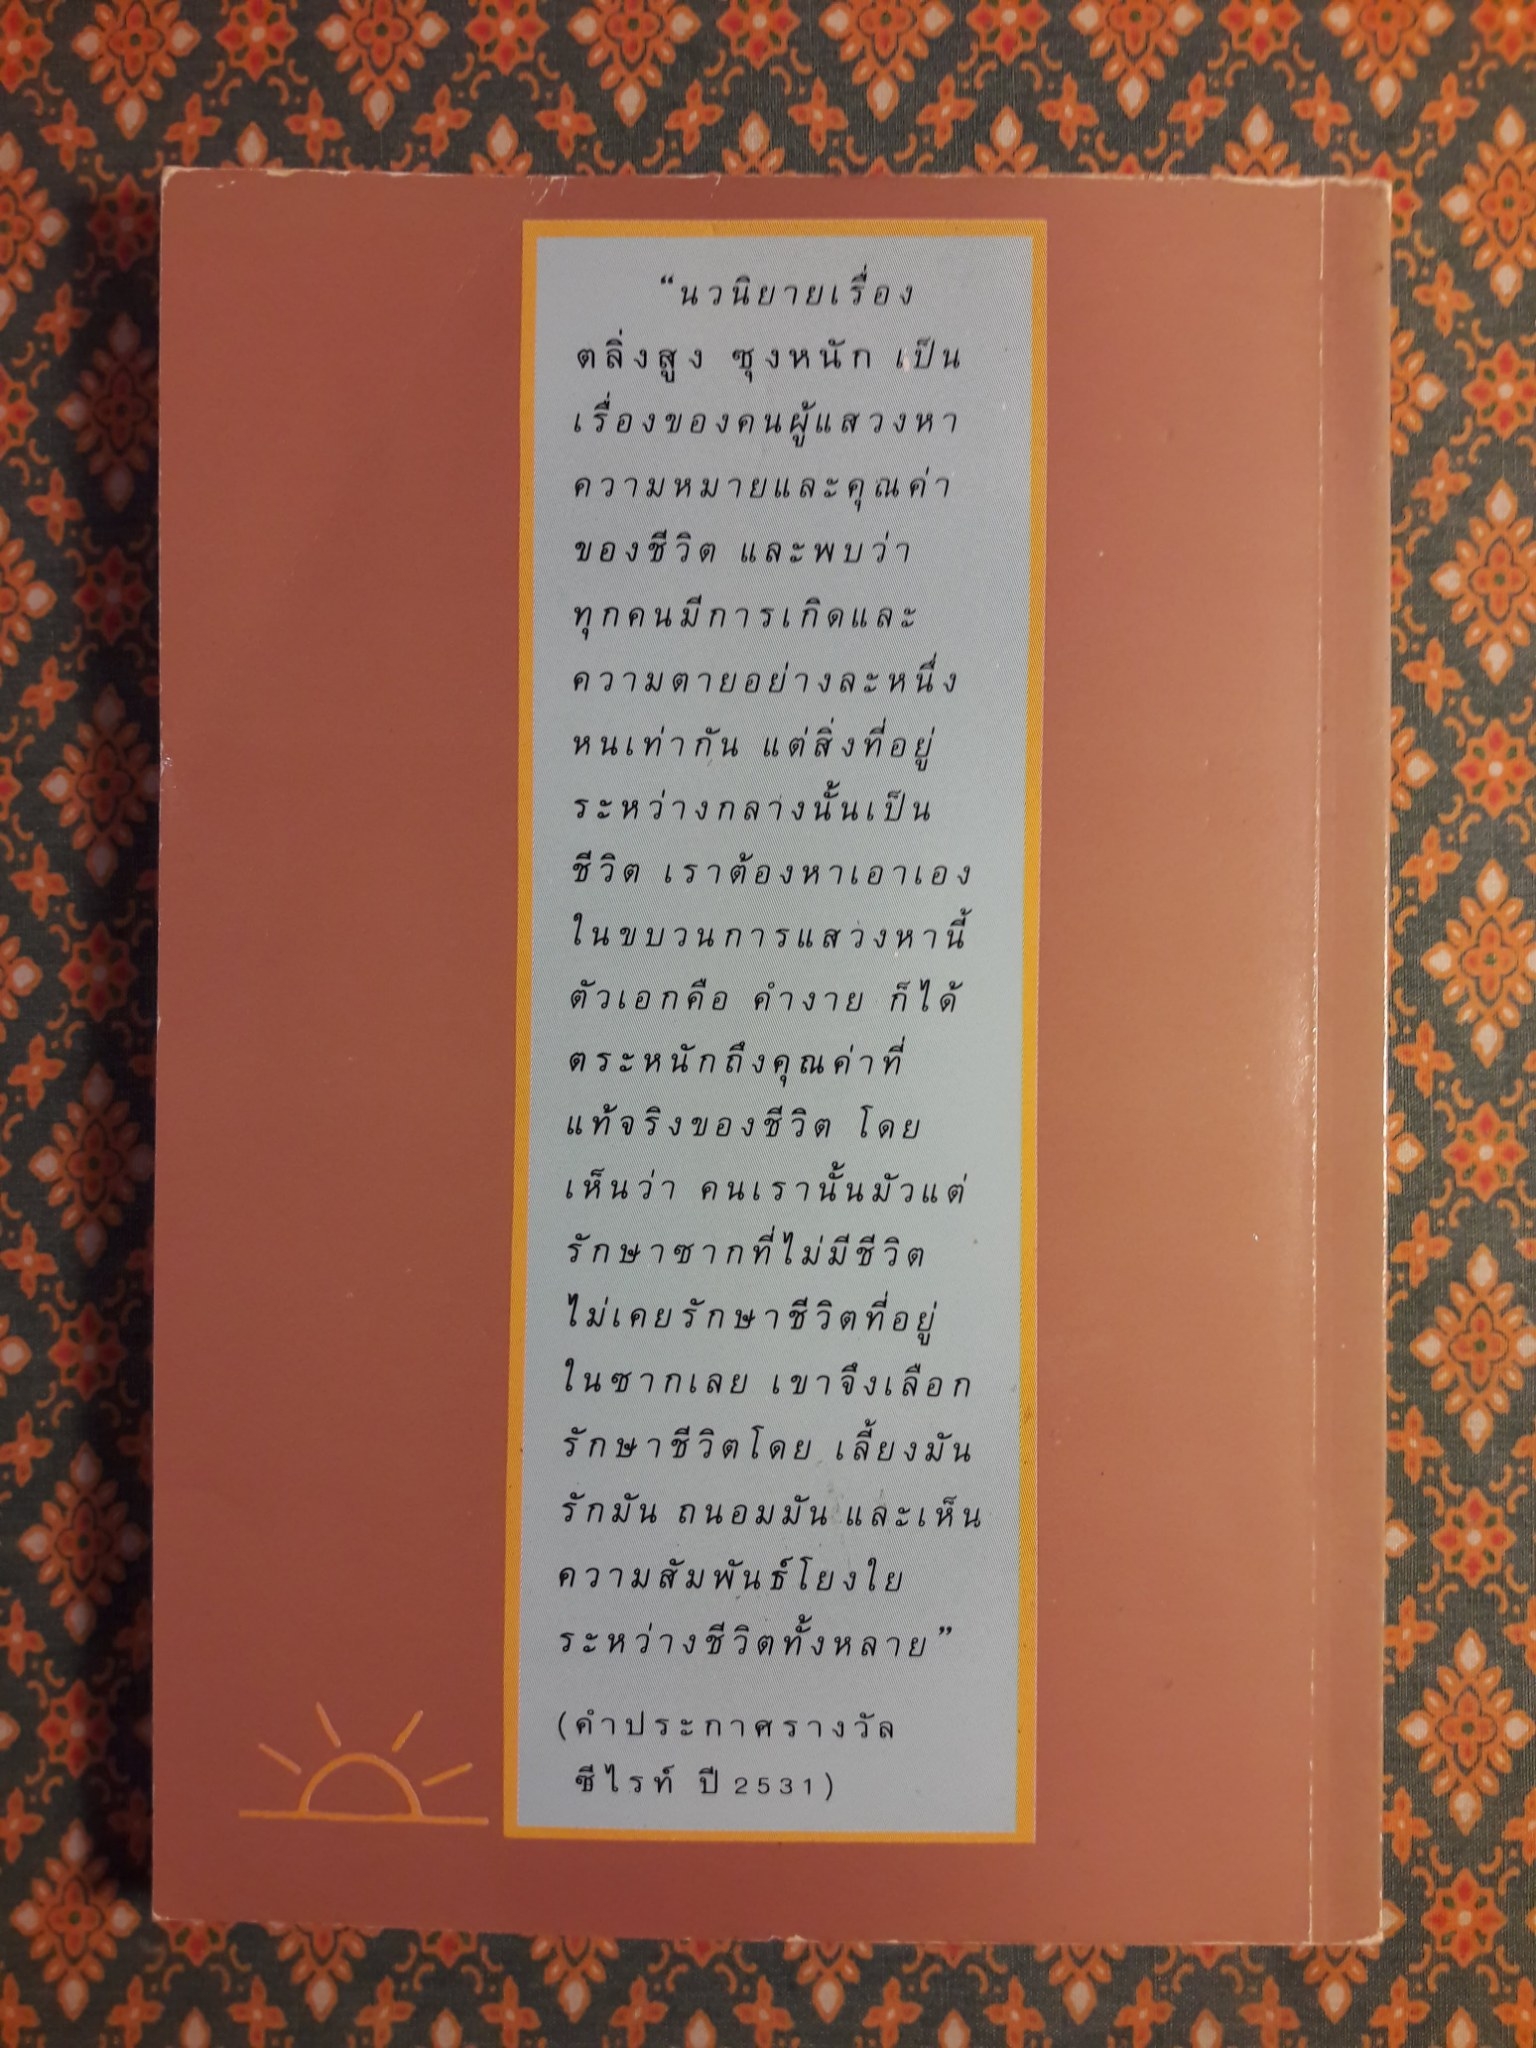 “นวนิยายเรื่อง
ตลิ่งสูง ซุงหนัก เป็น
เรื่องของคนผู้แสวงหา
ความหมายและคุณค่า
ของชีวิต และพบว่า
ทุกคนมีการเกิดและ
ความตายอย่างละหนึ่ง
หนเท่ากัน แต่สิ่งที่อยู่
ระหว่างกลางนั้นเป็น
ชีวิต เราต้องหาเอาเอง
ในขบวนการแสวงหานี้
ตัวเอกคือ คำงาย ก็ได้
ตระหนักถึงคุณค่าที่
แท้จริงของชีวิต โดย
เห็นว่า คนเรานั้นมัวแต่
รักษาซากที่ไม่มีชีวิต
ไม่เคยรักษาชีวิตที่อยู่
ในซากเลย เขาจึงเลือก
รักษาชีวิตโดย เลี้ยงมัน
รักมัน ถนอมมัน และเห็น
ความสัมพันธ์โยงใย
ระหว่างชีวิตทั้งหลาย”
(คำประกาศรางวัล
ซีไรท์ ปี 2531)